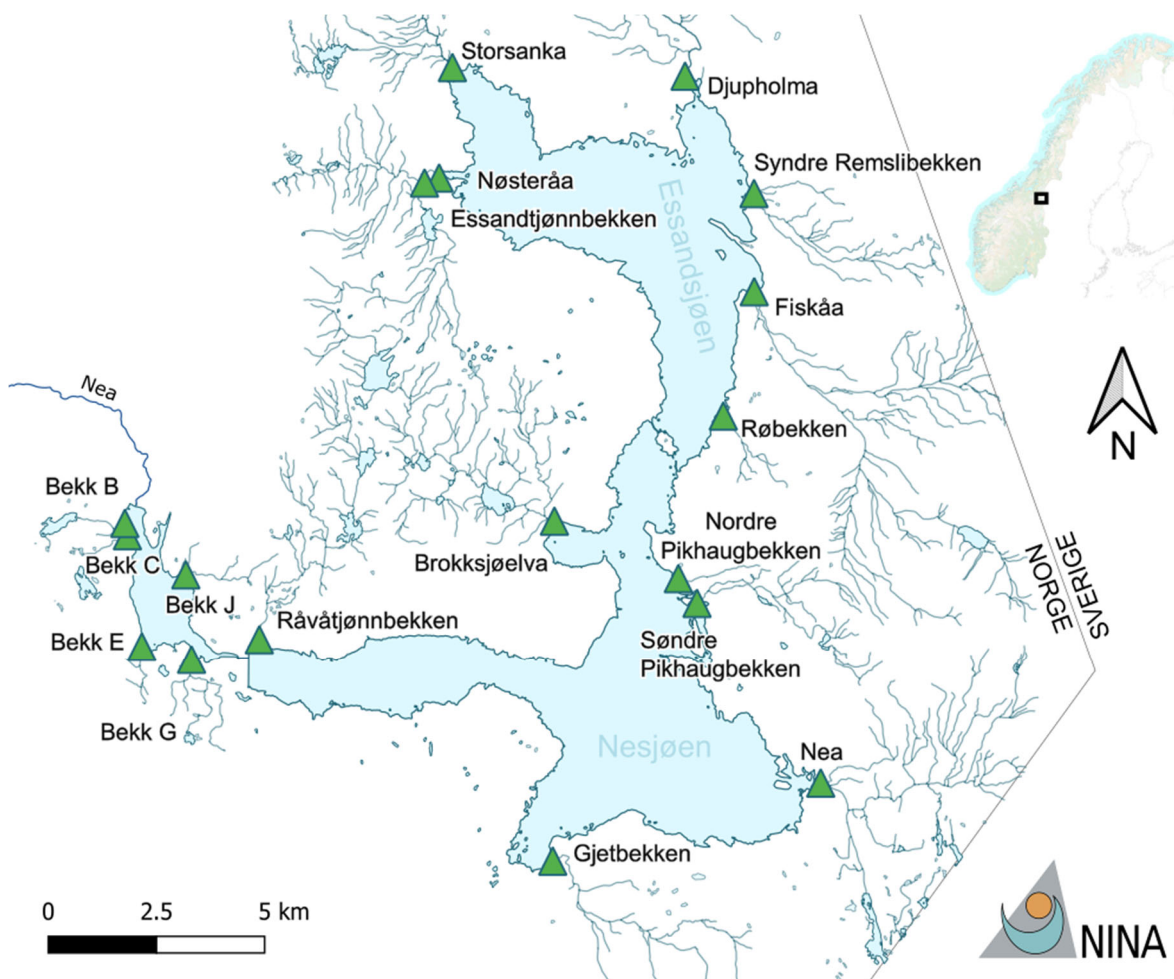 Storsanka
Djupholma
Syndre Remslibekken
Nøsteråa
Essandtjønnbekken
Essandsjøen
Fiskåa
Nea
Røbekken
Bekk B
Nordre
Pikhaugbekken
Brokksjøelva
Bekk C
NORGE
SVERIGE
N
Bekk J
Råvåtjønnbekken
Bekk E
Søndre
Pikhaugbekken
Bekk G
Nesjøen
Nea
Gjetbekken
0 2.5 5 km
NINA